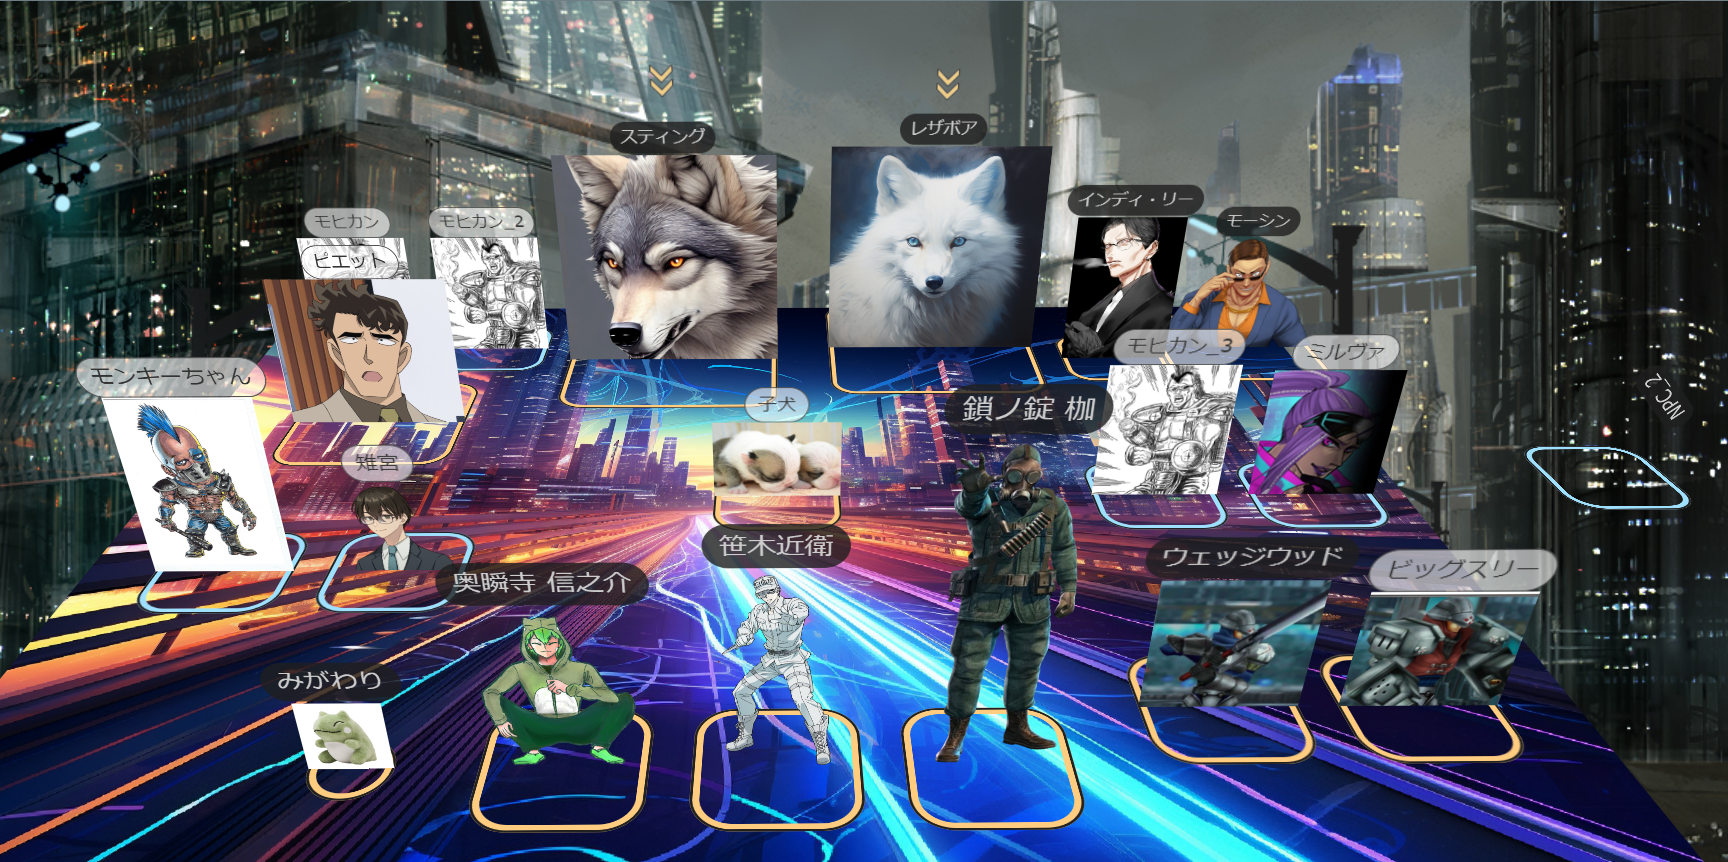 スティング
レザボア
モヒカン
モヒカン_2
インディ・リー
モーシン
ピエット
モヒカン_3
ミルヴァ
モンキーちゃん
NPC_2
子犬
鎖ノ錠 枷
雉宮
笹木近衛
ウェッジウッド
ビッグスリー
奥瞬寺 信之介
みがわり